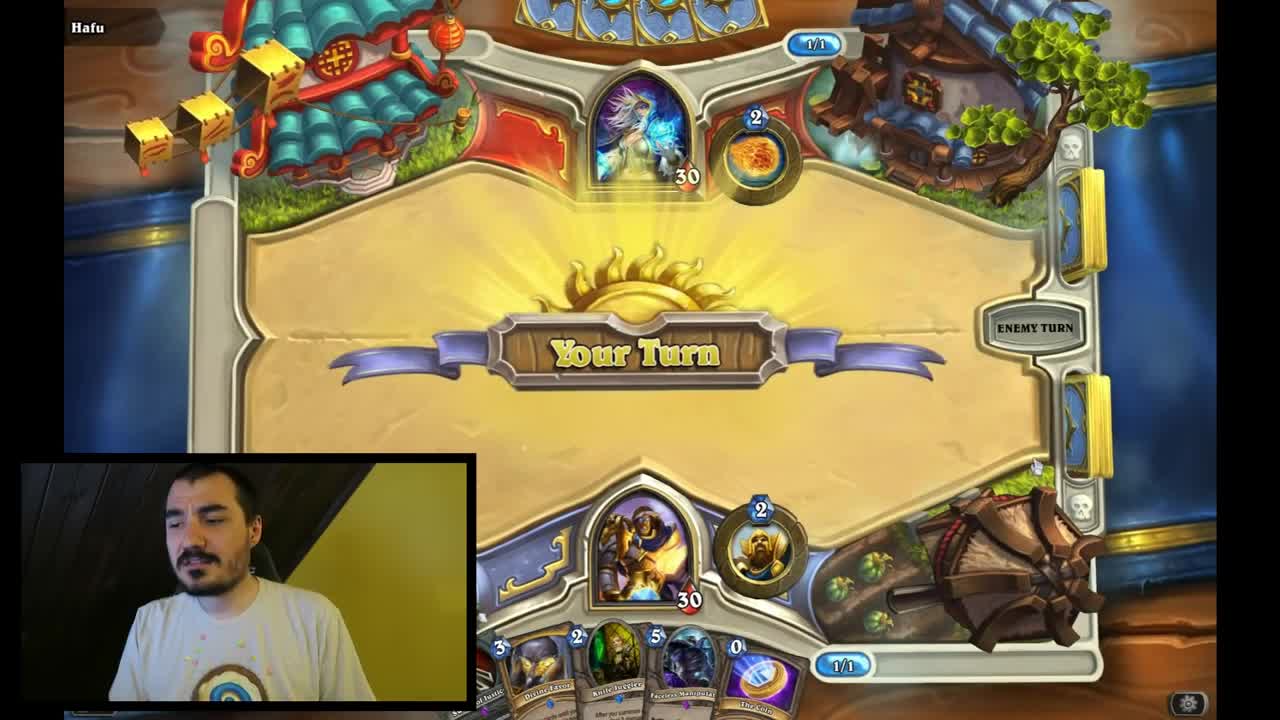 Hafu
1/1
2
30
Your Turn
ENEMY TURN
2
30
3
2
5
0
Divine Favor
Knife Juggler
Faceless Manipulator
The Coin
1/1